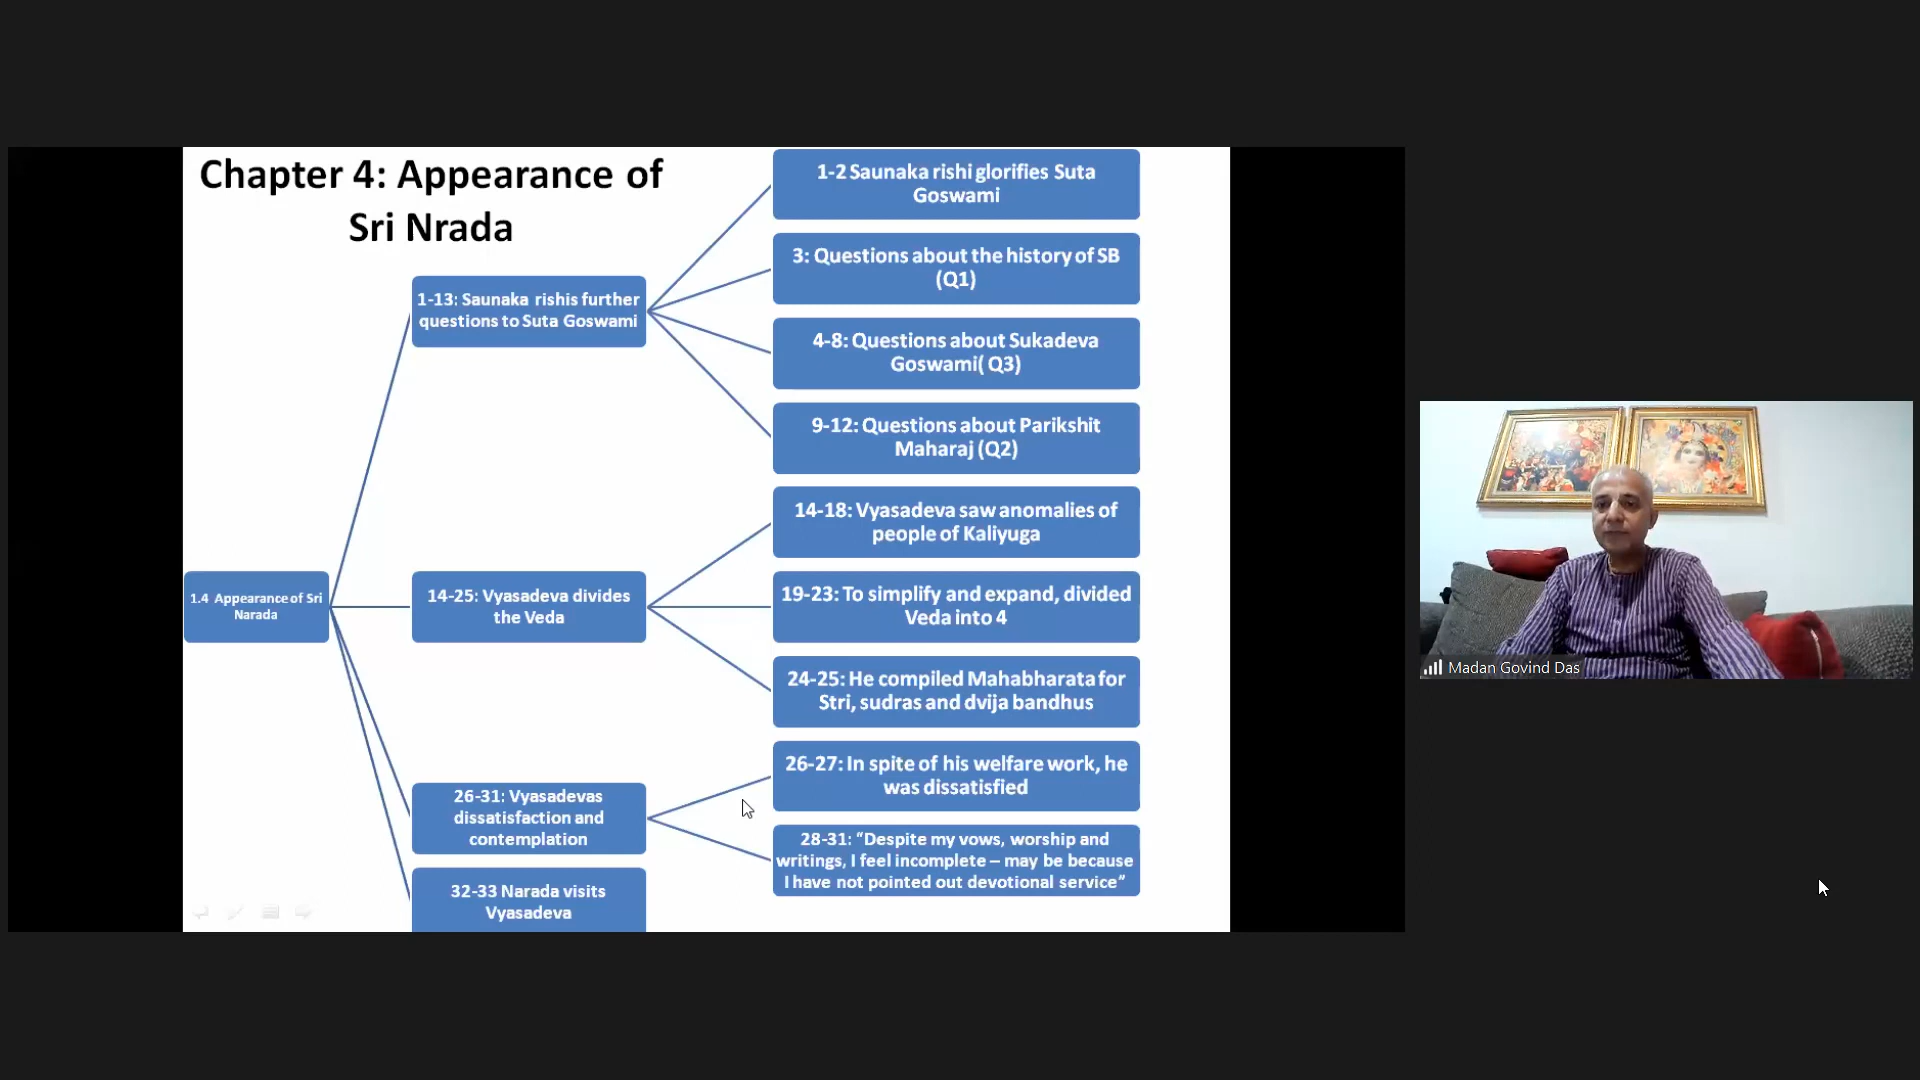 Chapter 4: Appearance of
Sri Nrada
1.4 Appearance of Sri
Narada
1-13: Saunaka rishis further
questions to Suta Goswami
1-2 Saunaka rishi glorifies Suta
Goswami
3: Questions about the history of SB
(Q1)
4-8: Questions about Sukadeva
Goswami( Q3)
9-12: Questions about Parikshit
Maharaj (Q2)
14-25: Vyasadeva divides
the Veda
14-18: Vyasadeva saw anomalies of
people of Kaliyuga
19-23: To simplify and expand, divided
Veda into 4
24-25: He compiled Mahabharata for
Stri, sudras and dvija bandhus
26-31: Vyasadevas
dissatisfaction and
contemplation
26-27: In spite of his welfare work, he
was dissatisfied
28-31: “Despite my vows, worship and
writings, I feel incomplete – may be because
I have not pointed out devotional service”
32-33 Narada visits
Vyasadeva
Madan Govind Das